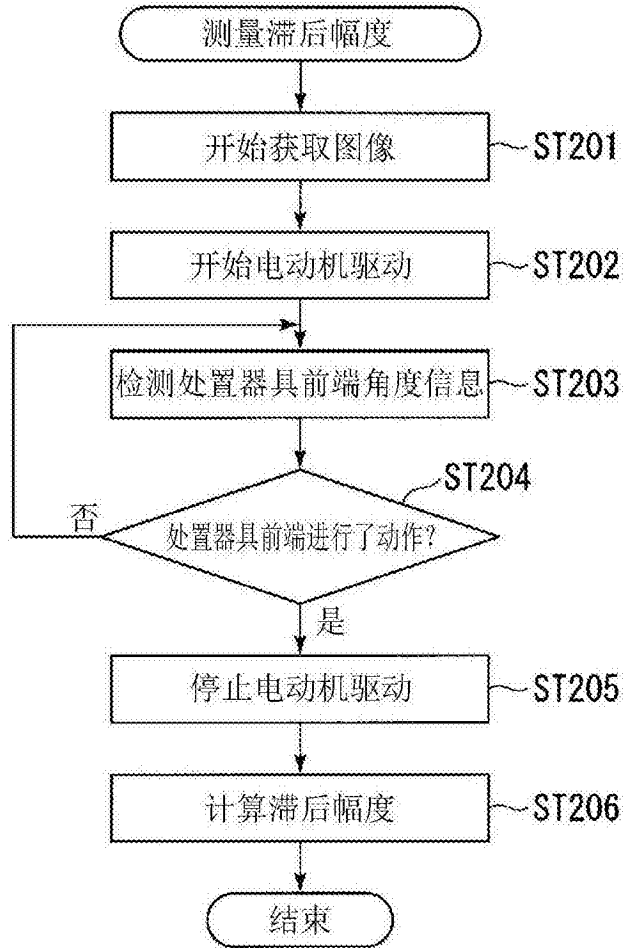 测量滞后幅度
开始获取图像
ST201
开始电动机驱动
ST202
检测处置器具前端角度信息
ST203
ST204
否
处置器具前端进行了动作？
是
停止电动机驱动
ST205
计算滞后幅度
ST206
结束